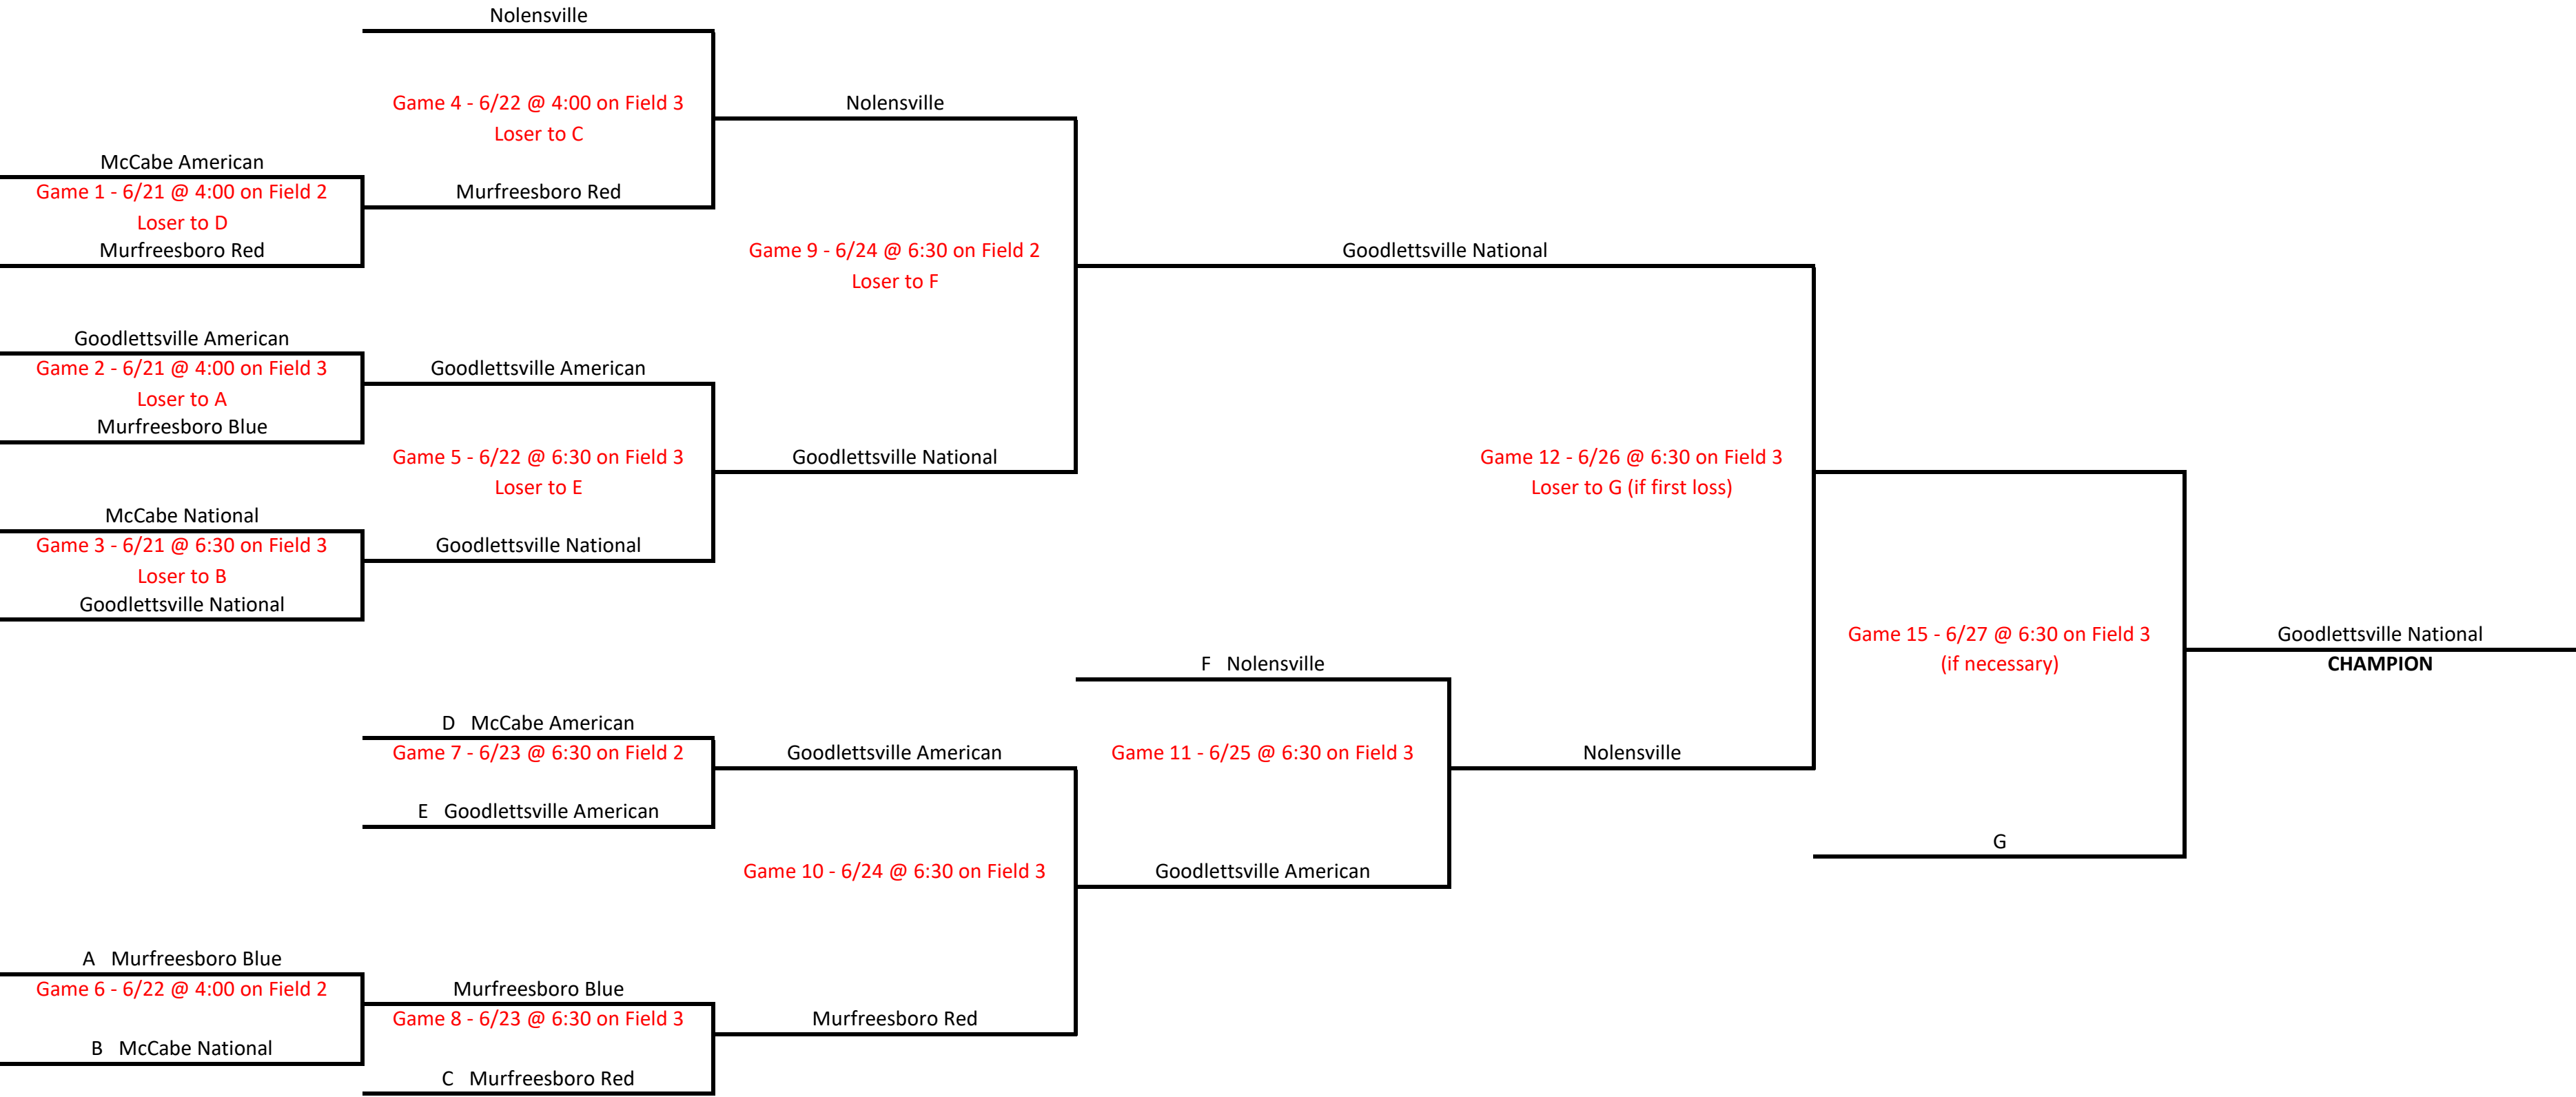 Nolensville
Game 4 - 6/22 @ 4:00 on Field 3
Loser to C
Nolensville
McCabe American
Game 1 - 6/21 @ 4:00 on Field 2
Loser to D
Murfreesboro Red
Murfreesboro Red
Game 9 - 6/24 @ 6:30 on Field 2
Loser to F
Goodlettsville National
Goodlettsville American
Game 2 - 6/21 @ 4:00 on Field 3
Loser to A
Murfreesboro Blue
Goodlettsville American
Game 5 - 6/22 @ 6:30 on Field 3
Loser to E
Goodlettsville National
Game 12 - 6/26 @ 6:30 on Field 3
Loser to G (if first loss)
McCabe National
Game 3 - 6/21 @ 6:30 on Field 3
Loser to B
Goodlettsville National
Goodlettsville National
Game 15 - 6/27 @ 6:30 on Field 3
(if necessary)
Goodlettsville National
CHAMPION
F Nolensville
D McCabe American
Game 7 - 6/23 @ 6:30 on Field 2
E Goodlettsville American
Goodlettsville American
Game 11 - 6/25 @ 6:30 on Field 3
Nolensville
G
Game 10 - 6/24 @ 6:30 on Field 3
Goodlettsville American
A Murfreesboro Blue
Game 6 - 6/22 @ 4:00 on Field 2
B McCabe National
Murfreesboro Blue
Game 8 - 6/23 @ 6:30 on Field 3
C Murfreesboro Red
Murfreesboro Red